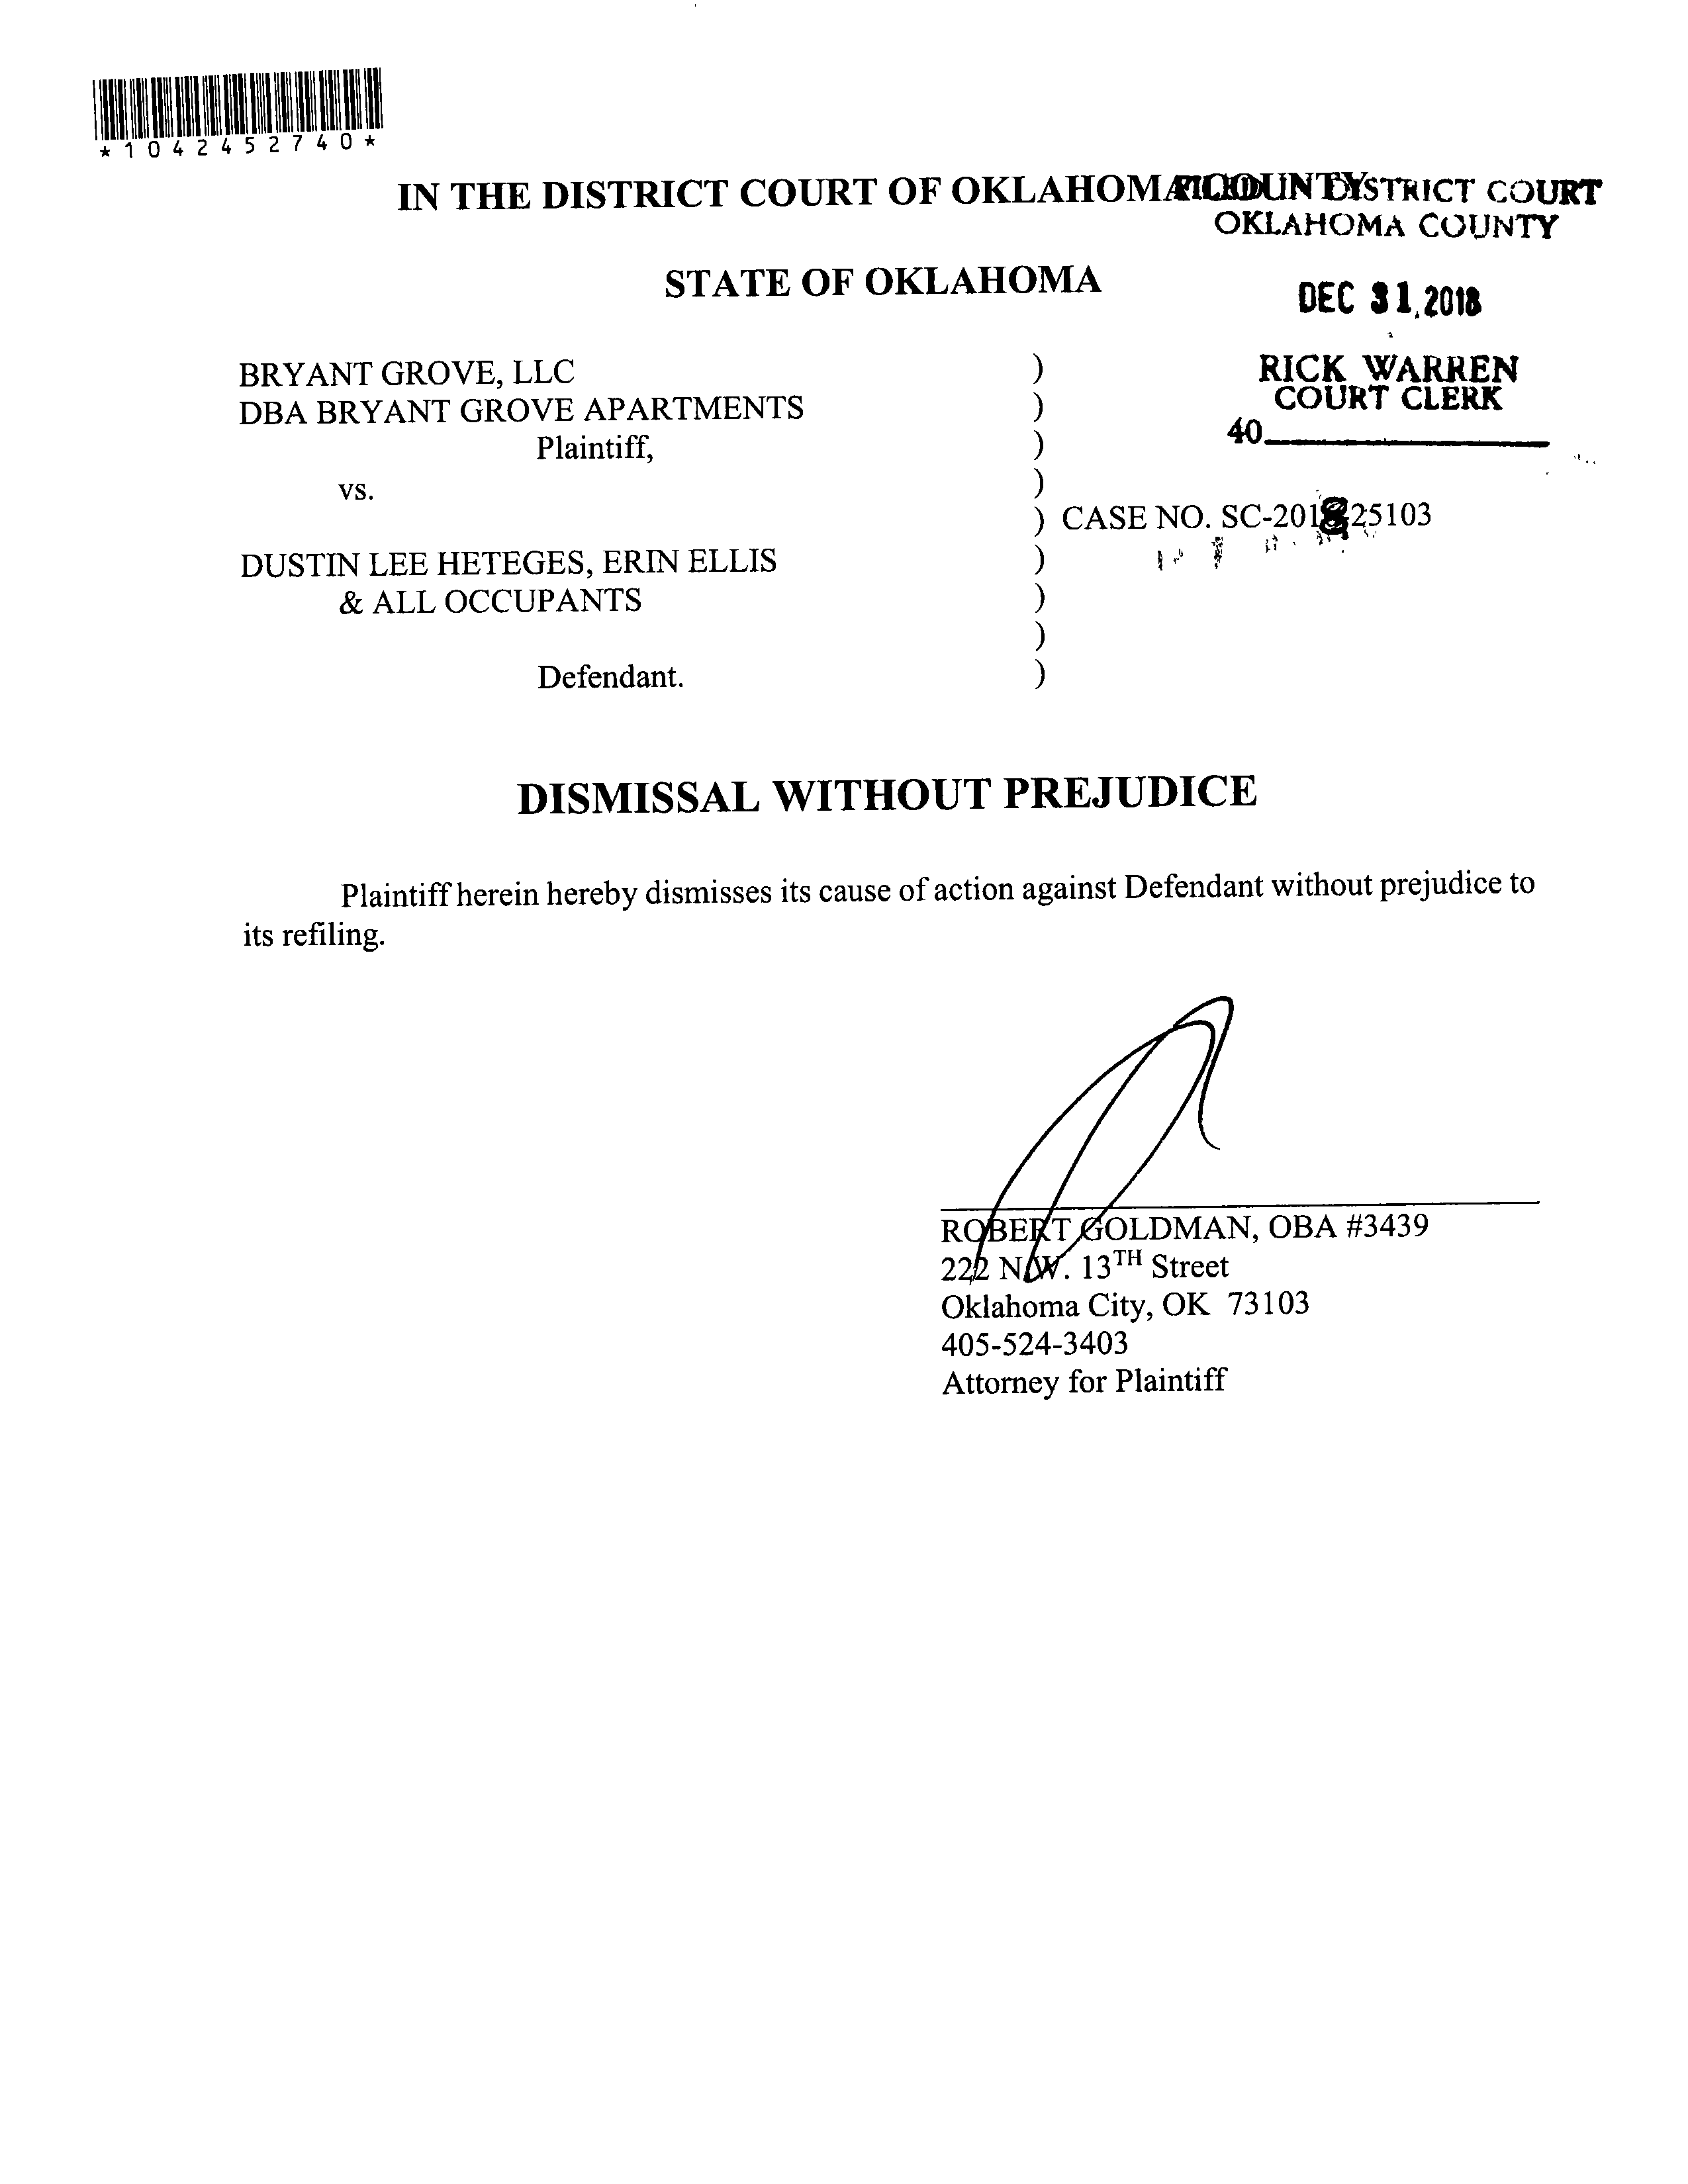 *1042452740*
IN THE DISTRICT COURT OF OKLAHOMA COUNTY
FILED IN DISTRICT COURT
OKLAHOMA COUNTY
STATE OF OKLAHOMA
DEC 31 2018
RICK WARREN
COURT CLERK
40
BRYANT GROVE, LLC )
DBA BRYANT GROVE APARTMENTS )
Plaintiff, )
vs. )
) CASE NO. SC-2018-25103
DUSTIN LEE HETEGES, ERIN ELLIS )
& ALL OCCUPANTS )
)
Defendant. )
DISMISSAL WITHOUT PREJUDICE
Plaintiff herein hereby dismisses its cause of action against Defendant without prejudice to
its refiling.
ROBERT GOLDMAN, OBA #3439
222 N.W. 13TH Street
Oklahoma City, OK 73103
405-524-3403
Attorney for Plaintiff